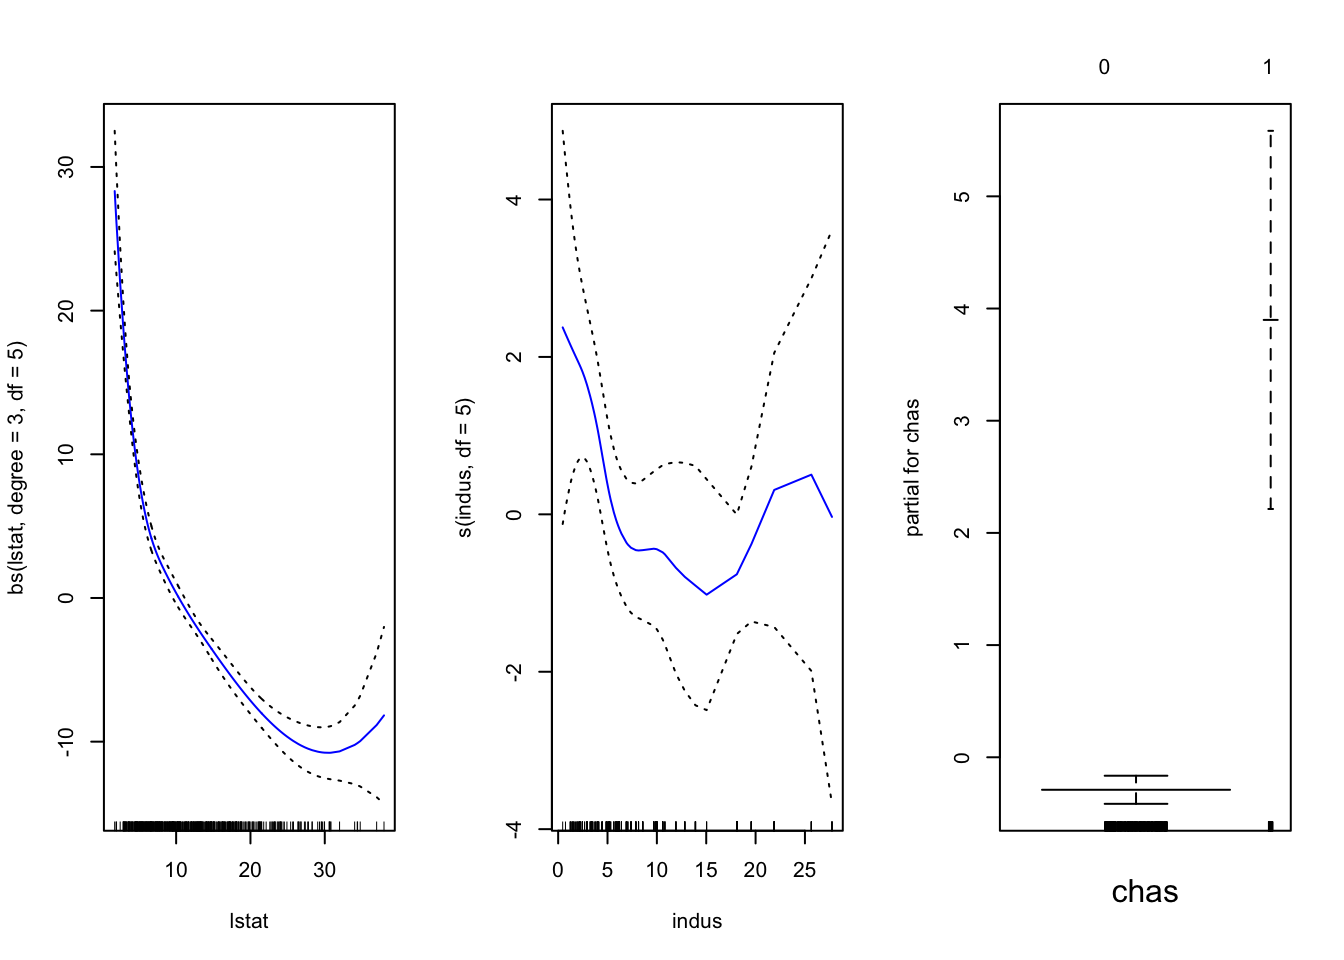 bs(lstat, degree = 3, df = 5)
30
20
10
0
-10
10 20 30
lstat
s(indus, df = 5)
4
2
0
-2
-4
0 5 10 15 20 25
indus
0 1
partial for chas
5
4
3
2
1
0
chas